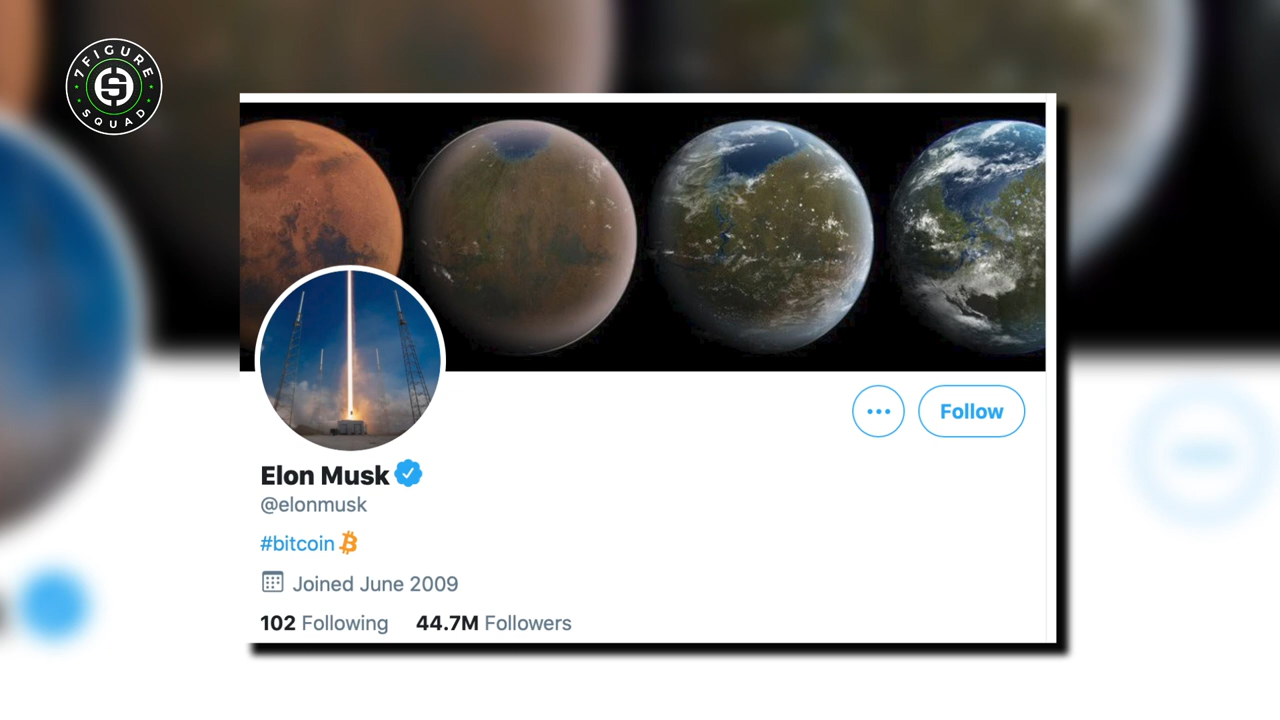 7FIGURE
SQUAD
Elon Musk
@elonmusk
#bitcoin
Joined June 2009
102 Following 44.7M Followers
Follow